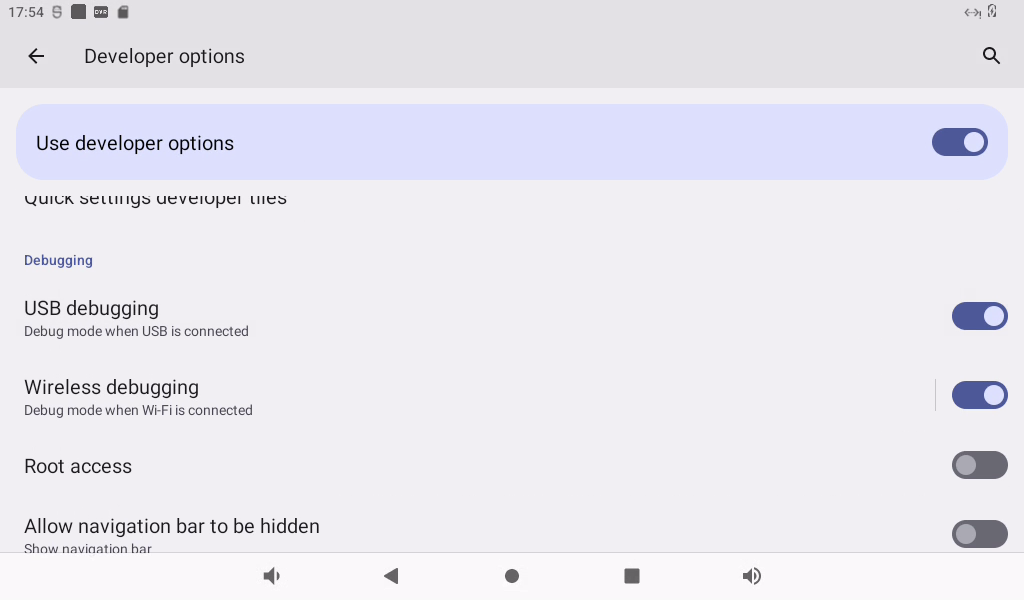 17:54
DVR
Developer options
Use developer options
Quick settings developer tiles
Debugging
USB debugging
Debug mode when USB is connected
Wireless debugging
Debug mode when Wi-Fi is connected
Root access
Allow navigation bar to be hidden
Show navigation bar